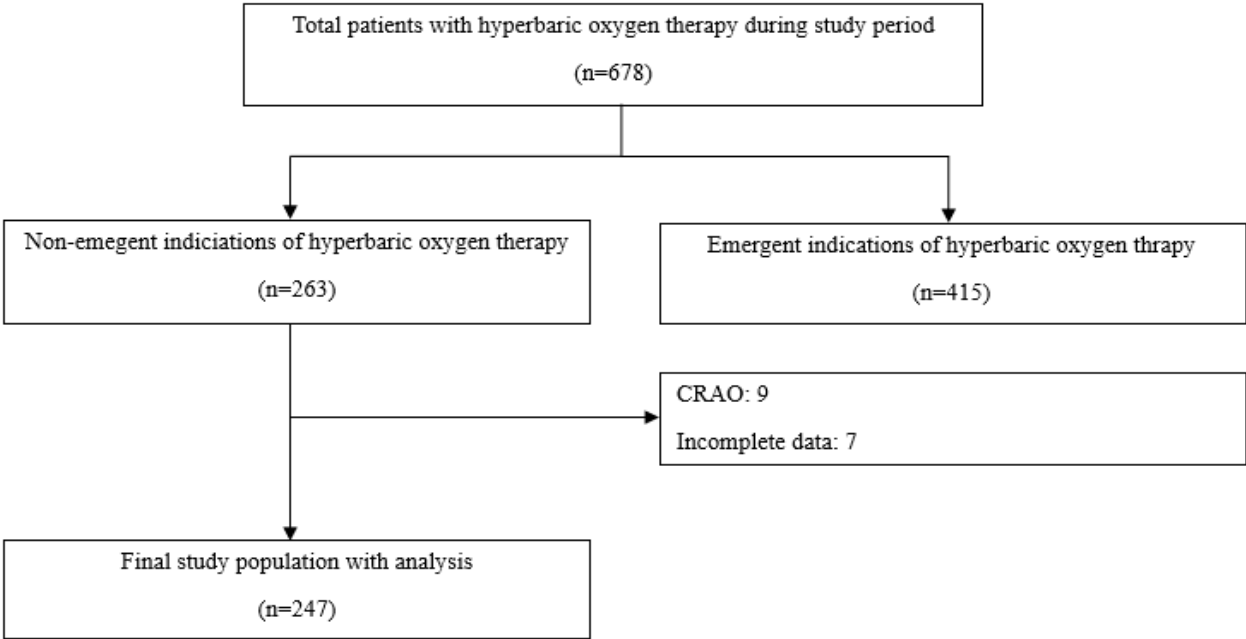 Total patients with hyperbaric oxygen therapy during study period
(n=678)
Non-emegent indiciations of hyperbaric oxygen therapy
(n=263)
Emergent indications of hyperbaric oxygen thrapy
(n=415)
CRAO: 9
Incomplete data: 7
Final study population with analysis
(n=247)